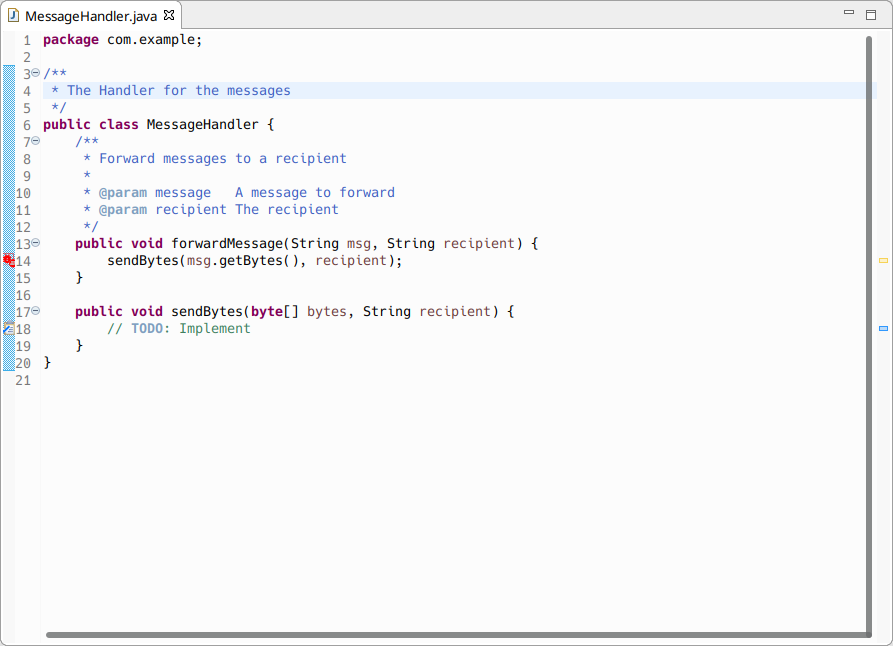 MessageHandler.java
1 package com.example;
2
3 /**
4  * The Handler for the messages
5  */
6 public class MessageHandler {
7     /**
8      * Forward messages to a recipient
9      *
10      * @param message   A message to forward
11      * @param recipient The recipient
12      */
13     public void forwardMessage(String msg, String recipient) {
14         sendBytes(msg.getBytes(), recipient);
15     }
16
17     public void sendBytes(byte[] bytes, String recipient) {
18         // TODO: Implement
19     }
20 }
21